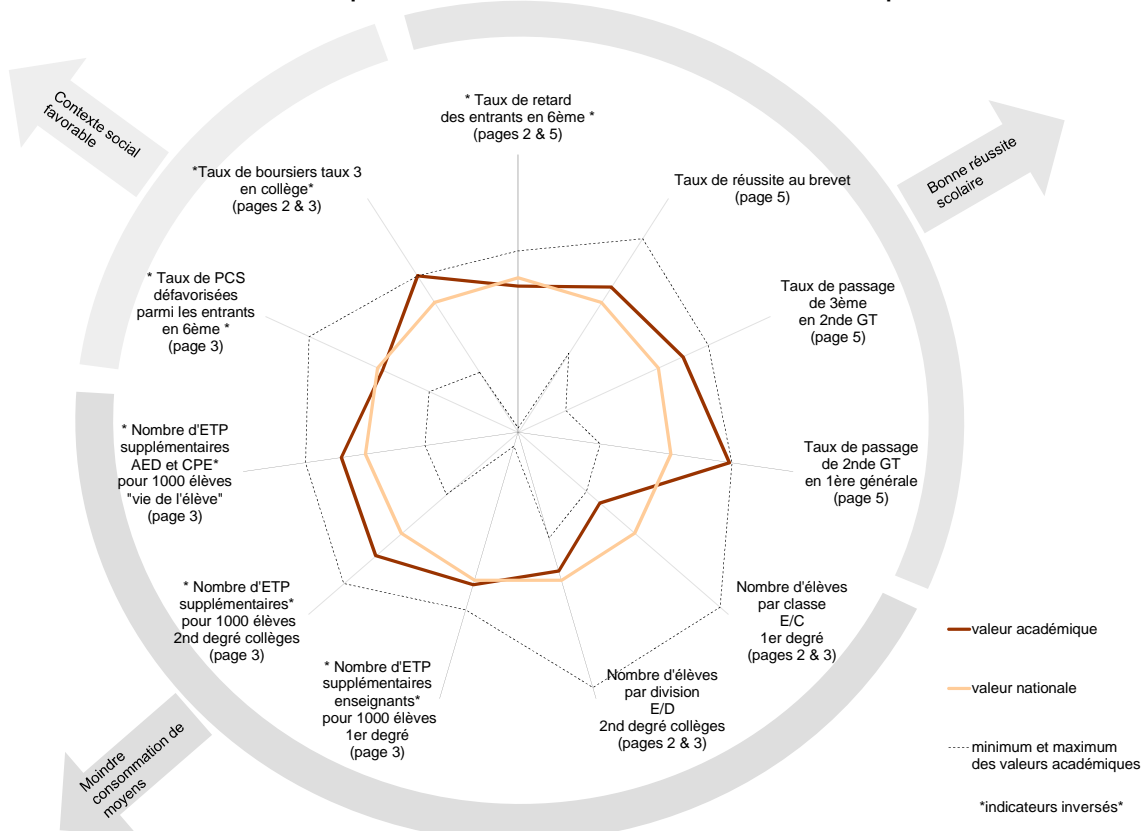 * Taux de retard
des entrants en 6ème *
(pages 2 & 5)
Taux de réussite au brevet
(page 5)
Taux de passage
de 3ème
en 2nde GT
(page 5)
Taux de passage
de 2nde GT
en 1ère générale
(page 5)
Nombre d'élèves
par classe
E/C
1er degré
(pages 2 & 3)
Nombre d'élèves
par division
E/D
2nd degré collèges
(pages 2 & 3)
* Nombre d'ETP
supplémentaires
enseignants*
pour 1000 élèves
1er degré
(page 3)
* Nombre d'ETP
supplémentaires*
pour 1000 élèves
2nd degré collèges
(page 3)
* Nombre d'ETP
supplémentaires
AED et CPE*
pour 1000 élèves
"vie de l'élève"
(page 3)
* Taux de PCS
défavorisées
parmi les entrants
en 6ème *
(page 3)
*Taux de boursiers taux 3
en collège*
(pages 2 & 3)
Contexte social
favorable
Bonne réussite
scolaire
Moindre
consommation de
moyens
valeur académique
valeur nationale
minimum et maximum
des valeurs académiques
*indicateurs inversés*